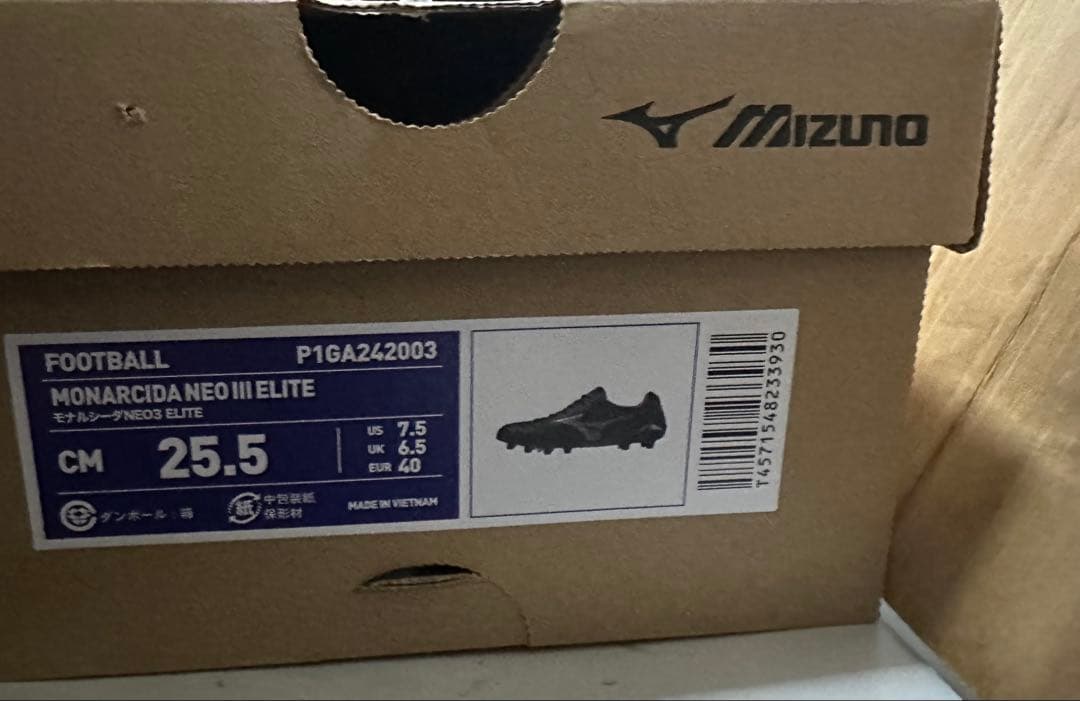 MIZUNO
FOOTBALL P1GA242003
MONARCIDA NEO III ELITE
モナルシーダNEO3 ELITE
CM 25.5
US 7.5
UK 6.5
EUR 40
ダンボール:箱
紙 中包装紙
保形材
MADE IN VIETNAM
T4571548233930